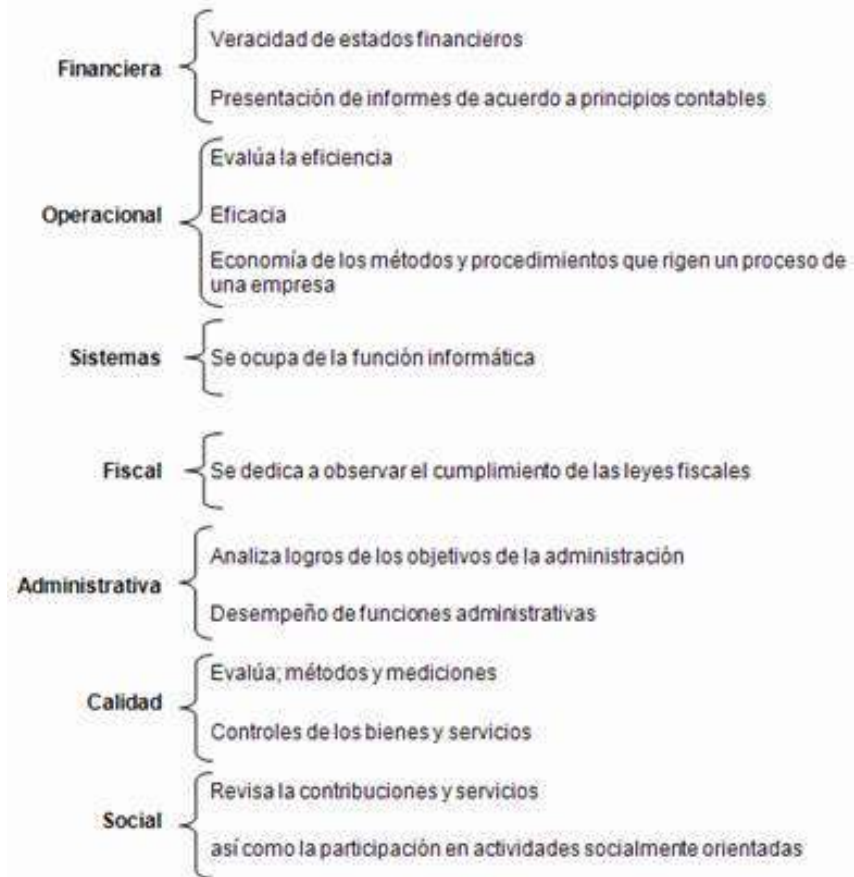 Financiera
Veracidad de estados financieros
Presentación de informes de acuerdo a principios contables
Operacional
Evalúa la eficiencia
Eficacia
Economía de los métodos y procedimientos que rigen un proceso de
una empresa
Sistemas
Se ocupa de la función informática
Fiscal
Se dedica a observar el cumplimiento de las leyes fiscales
Administrativa
Analiza logros de los objetivos de la administración
Desempeño de funciones administrativas
Calidad
Evalúa; métodos y mediciones
Controles de los bienes y servicios
Social
Revisa la contribuciones y servicios
así como la participación en actividades socialmente orientadas